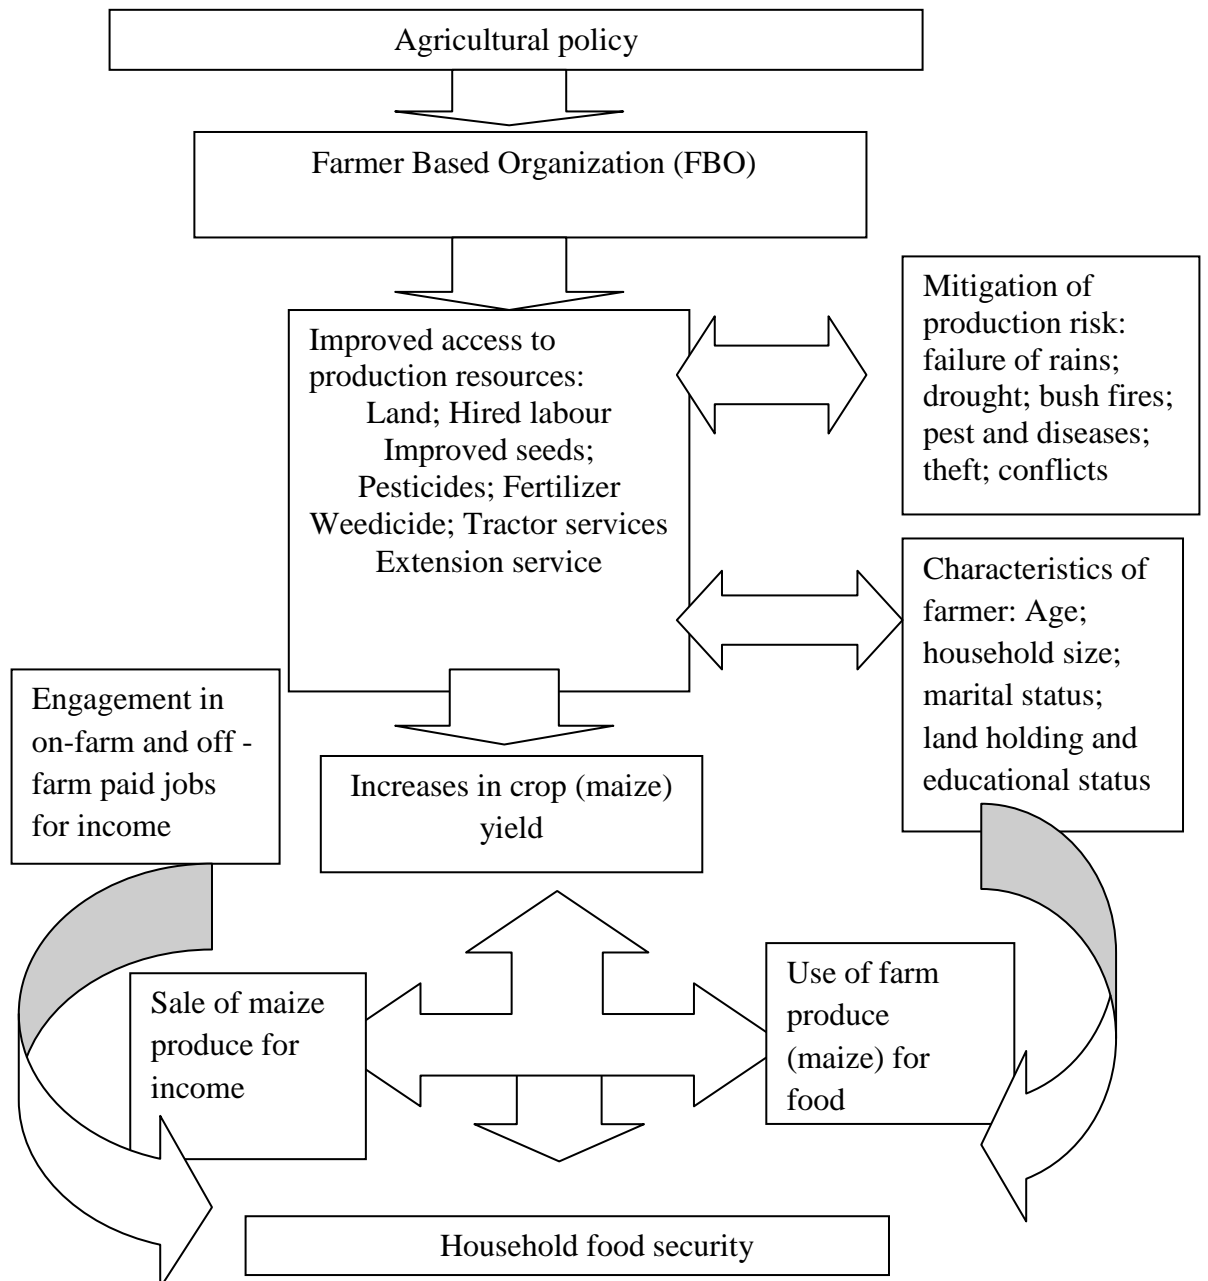 Agricultural policy
Farmer Based Organization (FBO)
Improved access to
production resources:
Land; Hired labour
Improved seeds;
Pesticides; Fertilizer
Weedicide; Tractor services
Extension service
Mitigation of
production risk:
failure of rains;
drought; bush fires;
pest and diseases;
theft; conflicts
Characteristics of
farmer: Age;
household size;
marital status;
land holding and
educational status
Engagement in
on-farm and off -
farm paid jobs
for income
Increases in crop (maize)
yield
Sale of maize
produce for
income
Use of farm
produce
(maize) for
food
Household food security